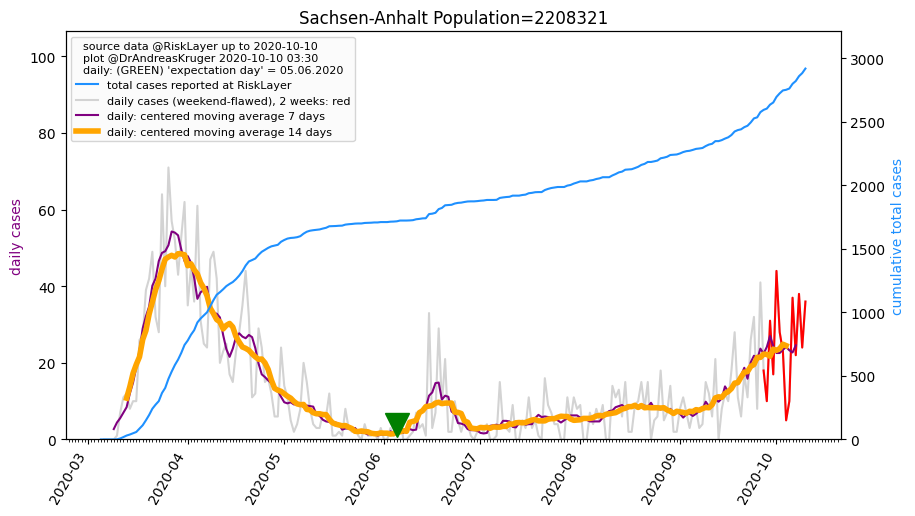 Sachsen-Anhalt Population=2208321
source data @RiskLayer up to 2020-10-10
plot @DrAndreasKruger 2020-10-10 03:30
daily: (GREEN) 'expectation day' = 05.06.2020
total cases reported at RiskLayer
daily cases (weekend-flawed), 2 weeks: red
daily: centered moving average 7 days
daily: centered moving average 14 days
daily cases
100
80
60
40
20
0
cumulative total cases
3000
2500
2000
1500
1000
500
0
2020-03
2020-04
2020-05
2020-06
2020-07
2020-08
2020-09
2020-10